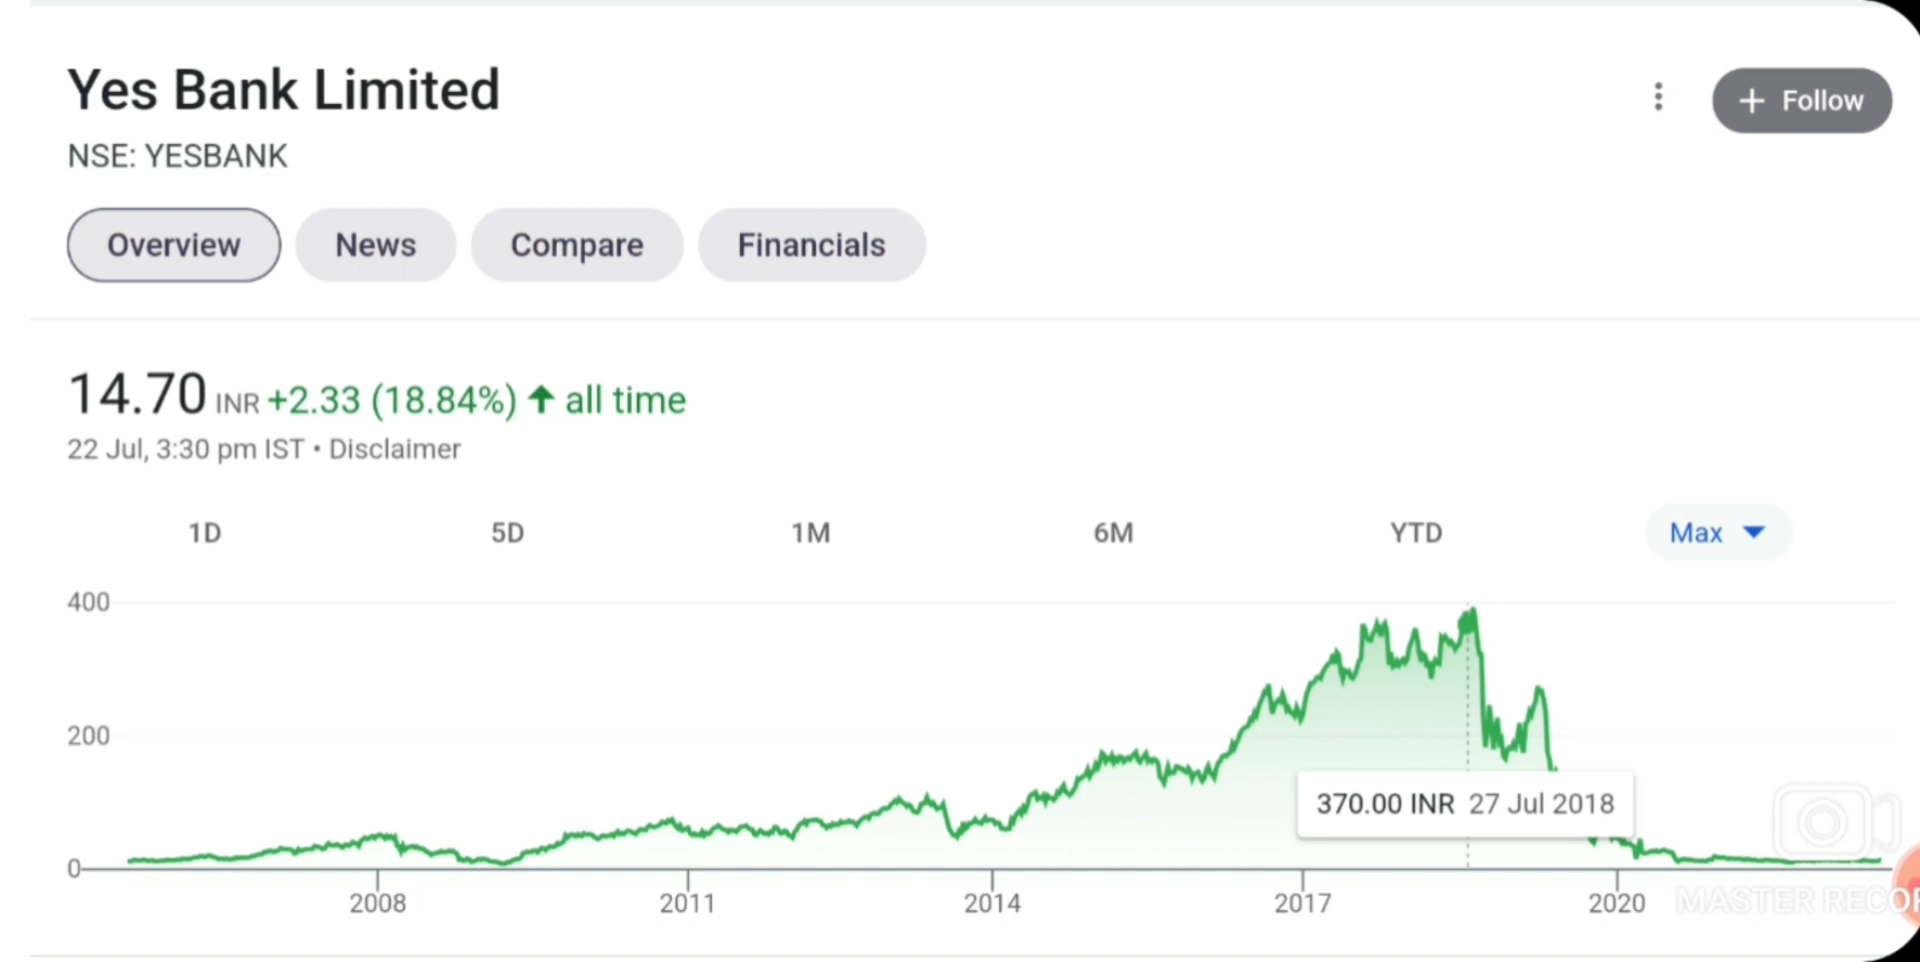 Yes Bank Limited
+ Follow
NSE: YESBANK
Overview News Compare Financials
14.70 INR +2.33 (18.84%) ↑ all time
22 Jul, 3:30 pm IST • Disclaimer
1D 5D 1M 6M YTD Max
400
200
370.00 INR 27 Jul 2018
0
2008 2011 2014 2017 2020
MASTER